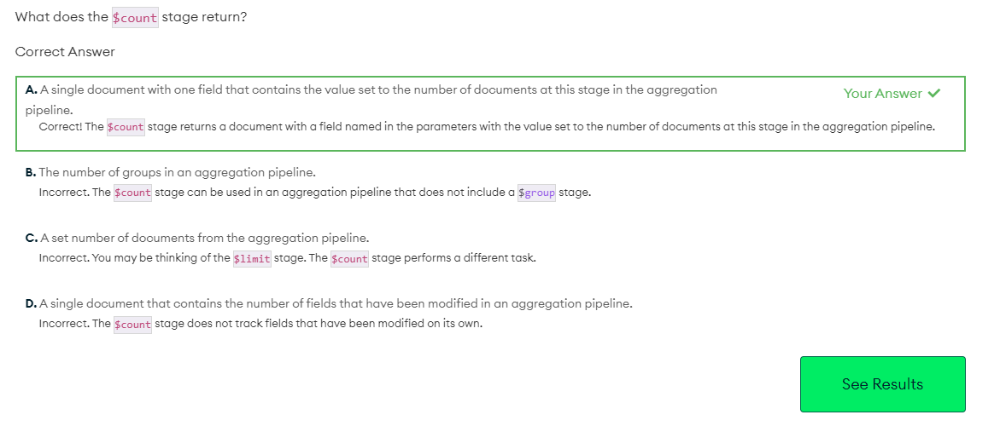 What does the $count stage return?
Correct Answer
A. A single document with one field that contains the value set to the number of documents at this stage in the aggregation
pipeline.
Your Answer ✔
Correct! The $count stage returns a document with a field named in the parameters with the value set to the number of documents at this stage in the aggregation pipeline.
B. The number of groups in an aggregation pipeline.
Incorrect. The $count stage can be used in an aggregation pipeline that does not include a $group stage.
C. A set number of documents from the aggregation pipeline.
Incorrect. You may be thinking of the $limit stage. The $count stage performs a different task.
D. A single document that contains the number of fields that have been modified in an aggregation pipeline.
Incorrect. The $count stage does not track fields that have been modified on its own.
See Results